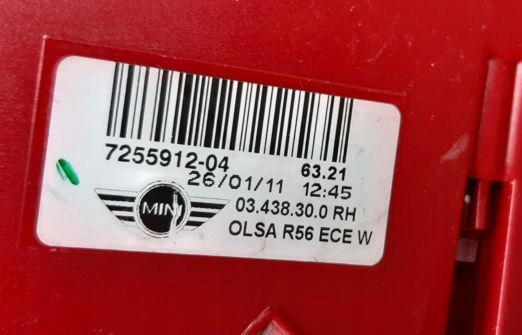 7255912-04 63.21
26/01/11 12:45
MINI 03.438.30.0 RH
OLSA R56 ECE W